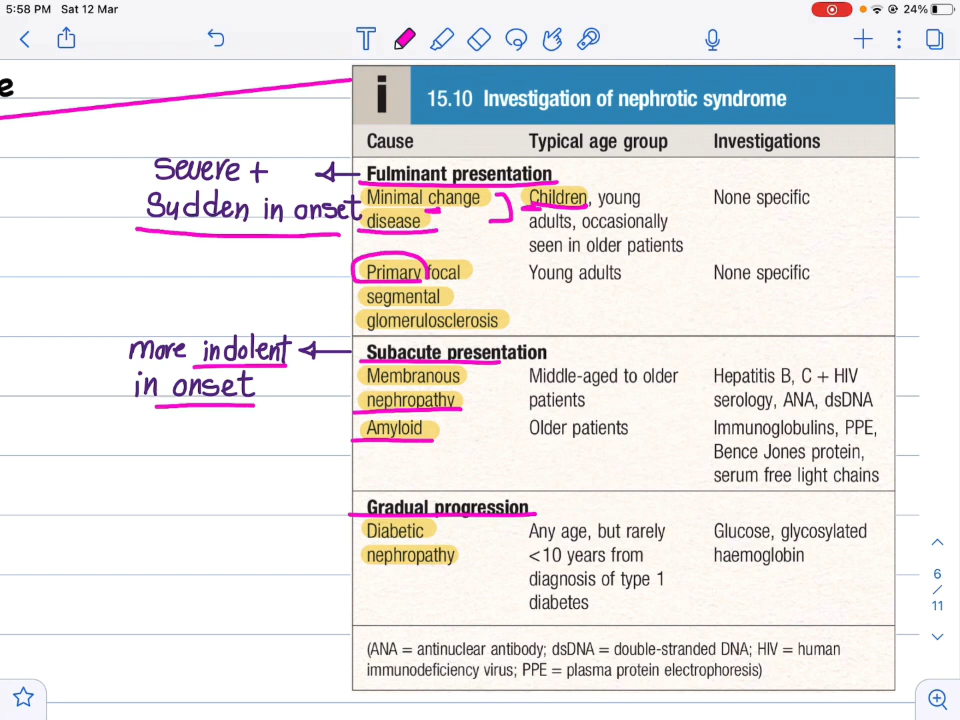 5:58 PM Sat 12 Mar
24%
T
e
i
15.10 Investigation of nephrotic syndrome
Cause Typical age group Investigations
Severe +
Sudden in onset
Fulminant presentation
Minimal change
disease
Children, young
adults, occasionally
seen in older patients
None specific
Primary focal
segmental
glomerulosclerosis
Young adults
None specific
more indolent
in onset
Subacute presentation
Membranous
nephropathy
Middle-aged to older
patients
Hepatitis B, C + HIV
serology, ANA, dsDNA
Amyloid
Older patients
Immunoglobulins, PPE,
Bence Jones protein,
serum free light chains
Gradual progression
Diabetic
nephropathy
Any age, but rarely
<10 years from
diagnosis of type 1
diabetes
Glucose, glycosylated
haemoglobin
(ANA = antinuclear antibody; dsDNA = double-stranded DNA; HIV = human
immunodeficiency virus; PPE = plasma protein electrophoresis)
6
/
11